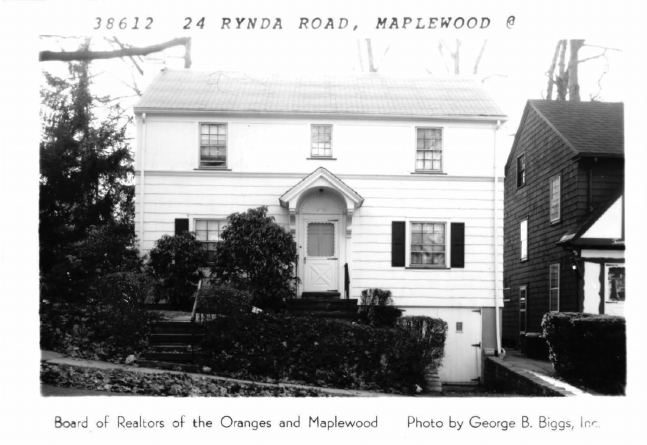 38612 24 RYNDA ROAD, MAPLEWOOD @
Board of Realtors of the Oranges and Maplewood Photo by George B. Biggs, Inc.